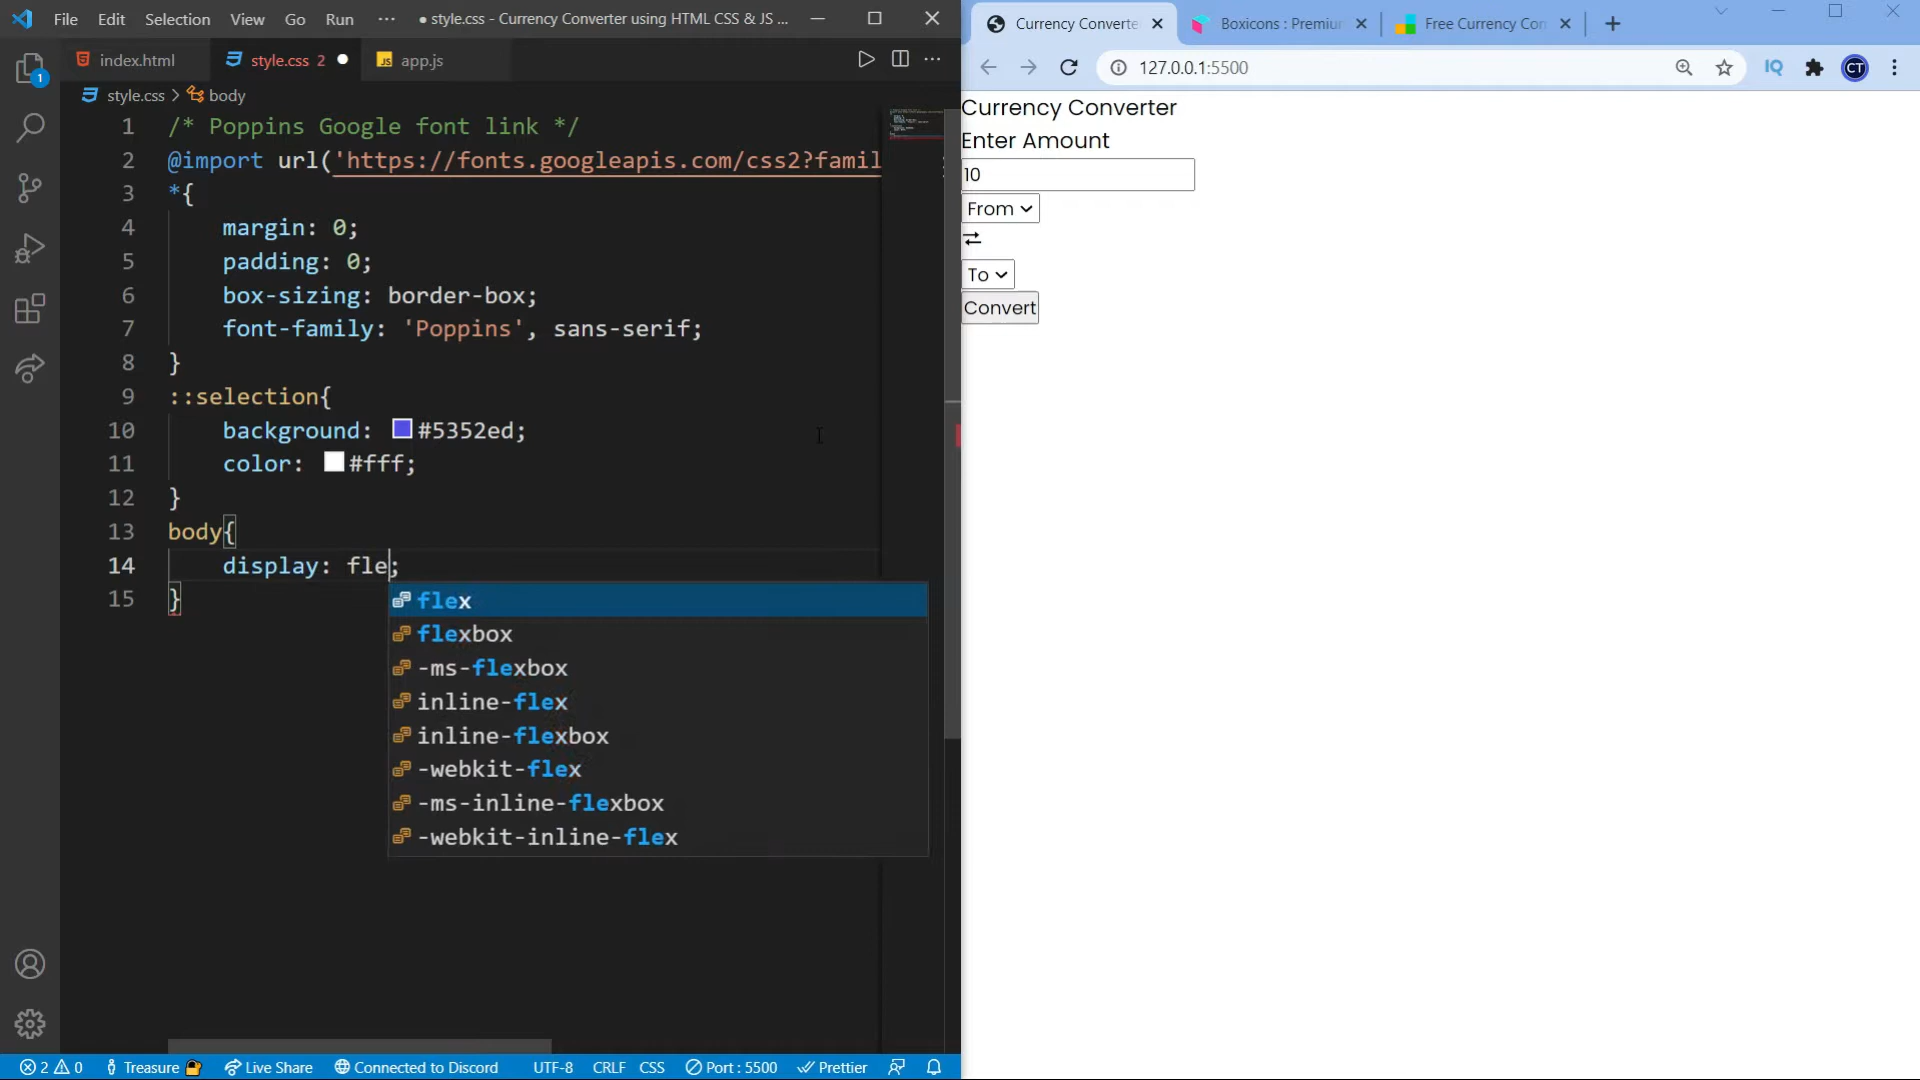 File Edit Selection View Go Run ··· ● style.css - Currency Converter using HTML CSS & JS ...
index.html style.css 2 ● app.js
style.css > body
1 /* Poppins Google font link */
2 @import url('https://fonts.googleapis.com/css2?famil
3 *{
4 margin: 0;
5 padding: 0;
6 box-sizing: border-box;
7 font-family: 'Poppins', sans-serif;
8 }
9 ::selection{
10 background: #5352ed;
11 color: #fff;
12 }
13 body{
14 display: fle;
15 }
flex
flexbox
-ms-flexbox
inline-flex
inline-flexbox
-webkit-flex
-ms-inline-flexbox
-webkit-inline-flex
1
2 0 Treasure Live Share Connected to Discord UTF-8 CRLF CSS Port : 5500 Prettier
Currency Converte Boxicons : Premiun Free Currency Con
127.0.0.1:5500 IQ CT
Currency Converter
Enter Amount
10
From
To
Convert